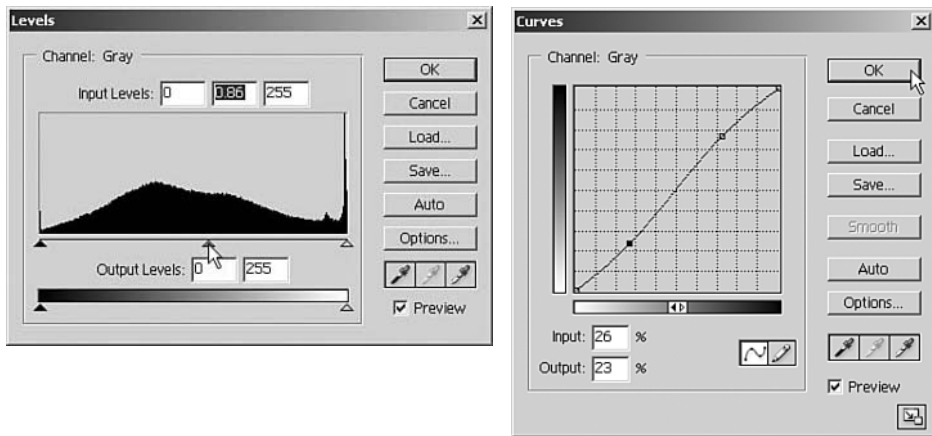 Levels
Channel: Gray
Input Levels: 0 0.86 255
Output Levels: 0 255
OK
Cancel
Load...
Save...
Auto
Options...
Preview
Curves
Channel: Gray
Input: 26 %
Output: 23 %
OK
Cancel
Load...
Save...
Smooth
Auto
Options...
Preview